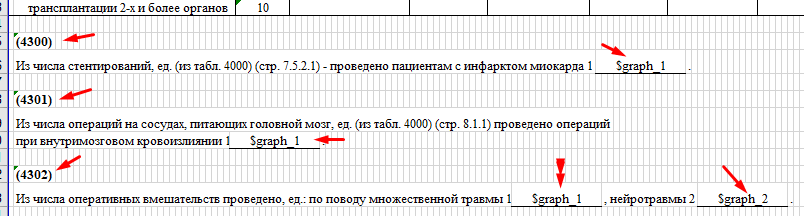 трансплантации 2-х и более органов 10
(4300)
Из числа стентирований, ед. (из табл. 4000) (стр. 7.5.2.1) - проведено пациентам с инфарктом миокарда 1 $graph_1 .
(4301)
Из числа операций на сосудах, питающих головной мозг, ед. (из табл. 4000) (стр. 8.1.1) проведено операций
при внутримозговом кровоизлиянии 1 $graph_1 .
(4302)
Из числа оперативных вмешательств проведено, ед.: по поводу множественной травмы 1 $graph_1 , нейротравмы 2 $graph_2 .